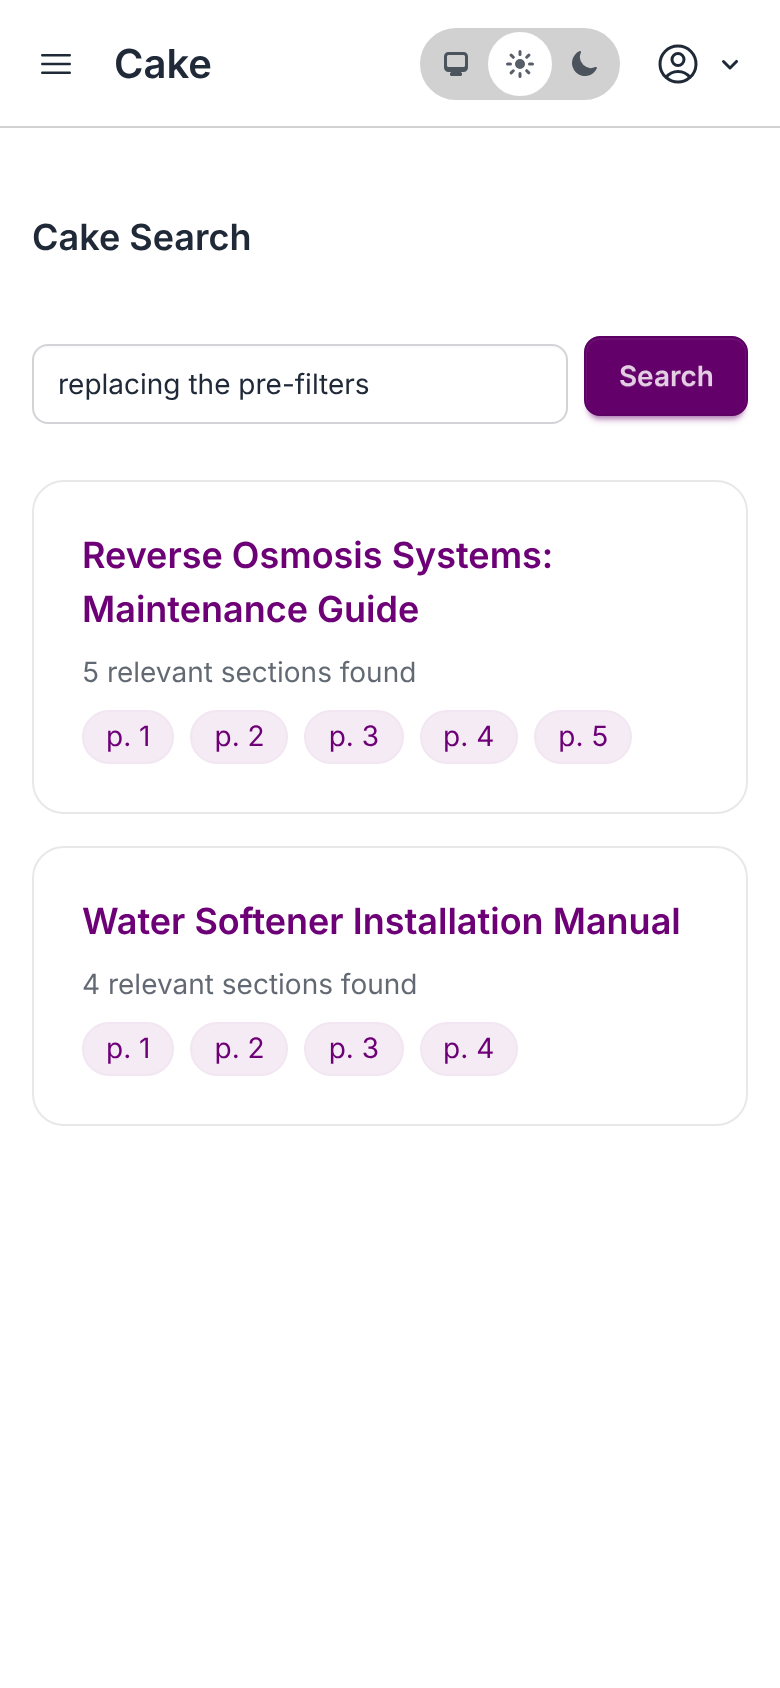 Cake
Cake Search
replacing the pre-filters
Search
Reverse Osmosis Systems:
Maintenance Guide
5 relevant sections found
p. 1 p. 2 p. 3 p. 4 p. 5
Water Softener Installation Manual
4 relevant sections found
p. 1 p. 2 p. 3 p. 4